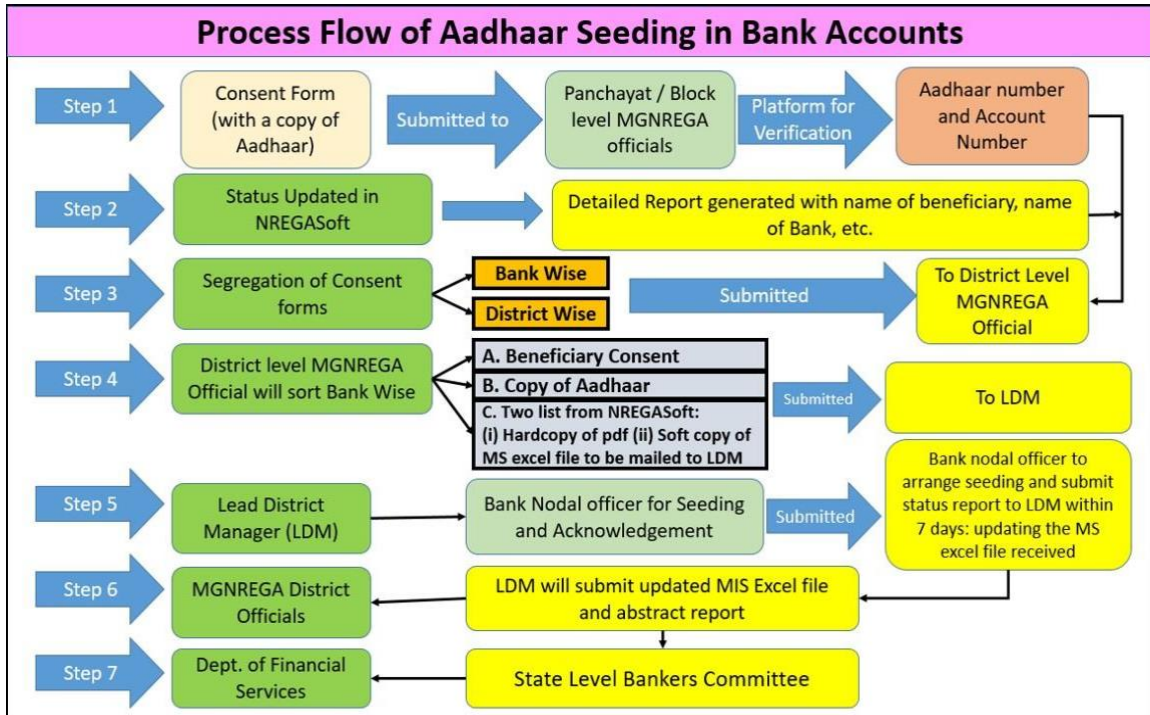 Process Flow of Aadhaar Seeding in Bank Accounts
Step 1
Consent Form
(with a copy of
Aadhaar)
Submitted to
Panchayat / Block
level MGNREGA
officials
Platform for
Verification
Aadhaar number
and Account
Number
Step 2
Status Updated in
NREGASoft
Detailed Report generated with name of beneficiary, name
of Bank, etc.
Step 3
Segregation of Consent
forms
Bank Wise
District Wise
Submitted
To District Level
MGNREGA
Official
Step 4
District level MGNREGA
Official will sort Bank Wise
A. Beneficiary Consent
B. Copy of Aadhaar
C. Two list from NREGASoft:
(i) Hardcopy of pdf (ii) Soft copy of
MS excel file to be mailed to LDM
Submitted
To LDM
Step 5
Lead District
Manager (LDM)
Bank Nodal officer for Seeding
and Acknowledgement
Submitted
Bank nodal officer to
arrange seeding and submit
status report to LDM within
7 days: updating the MS
excel file received
Step 6
MGNREGA District
Officials
LDM will submit updated MIS Excel file
and abstract report
Step 7
Dept. of Financial
Services
State Level Bankers Committee